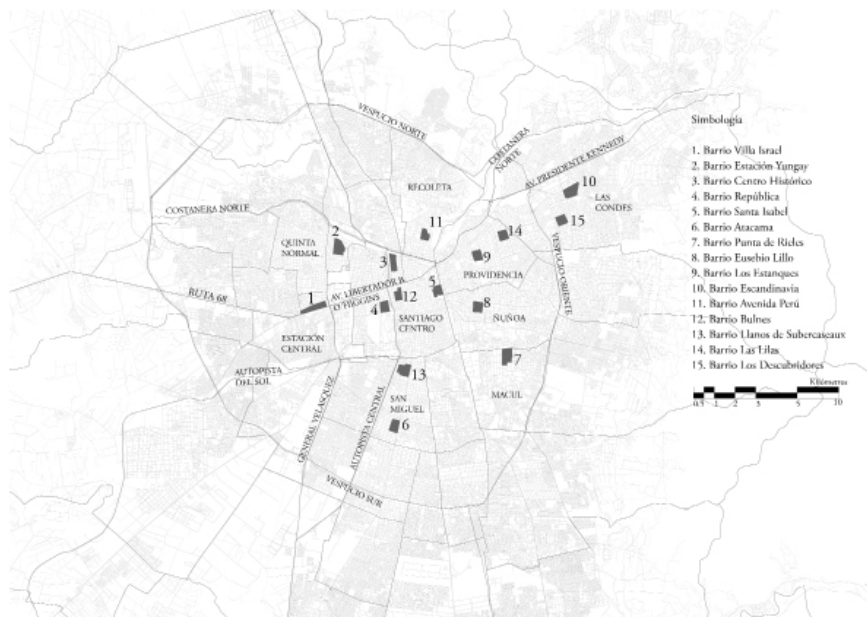 VESPUCIO NORTE
COSTANERA
NORTE
AV. PRESIDENTE KENNEDY
RECOLETA
10
LAS
CONDES
COSTANERA NORTE
11
15
2
14
QUINTA
NORMAL
3
9
VESPUCIO ORIENTE
PROVIDENCIA
RUTA 68
1
AV. LIBERTADOR B.
O'HIGGINS
12
5
4
8
SANTIAGO
CENTRO
ÑUÑOA
ESTACIÓN
CENTRAL
7
AUTOPISTA
DEL SOL
13
GENERAL VELASQUEZ
AUTOPISTA CENTRAL
SAN
MIGUEL
MACUL
6
VESPUCIO SUR
Simbología
1. Barrio Villa Israel
2. Barrio Estación Yungay
3. Barrio Centro Histórico
4. Barrio República
5. Barrio Santa Isabel
6. Barrio Atacama
7. Barrio Punta de Rieles
8. Barrio Eusebio Lillo
9. Barrio Los Estanques
10. Barrio Escandinavia
11. Barrio Avenida Perú
12. Barrio Bulnes
13. Barrio Llanos de Subercaseaux
14. Barrio Las Lilas
15. Barrio Los Descubridores
Kilómetros
0.5 1 2 3 5 10